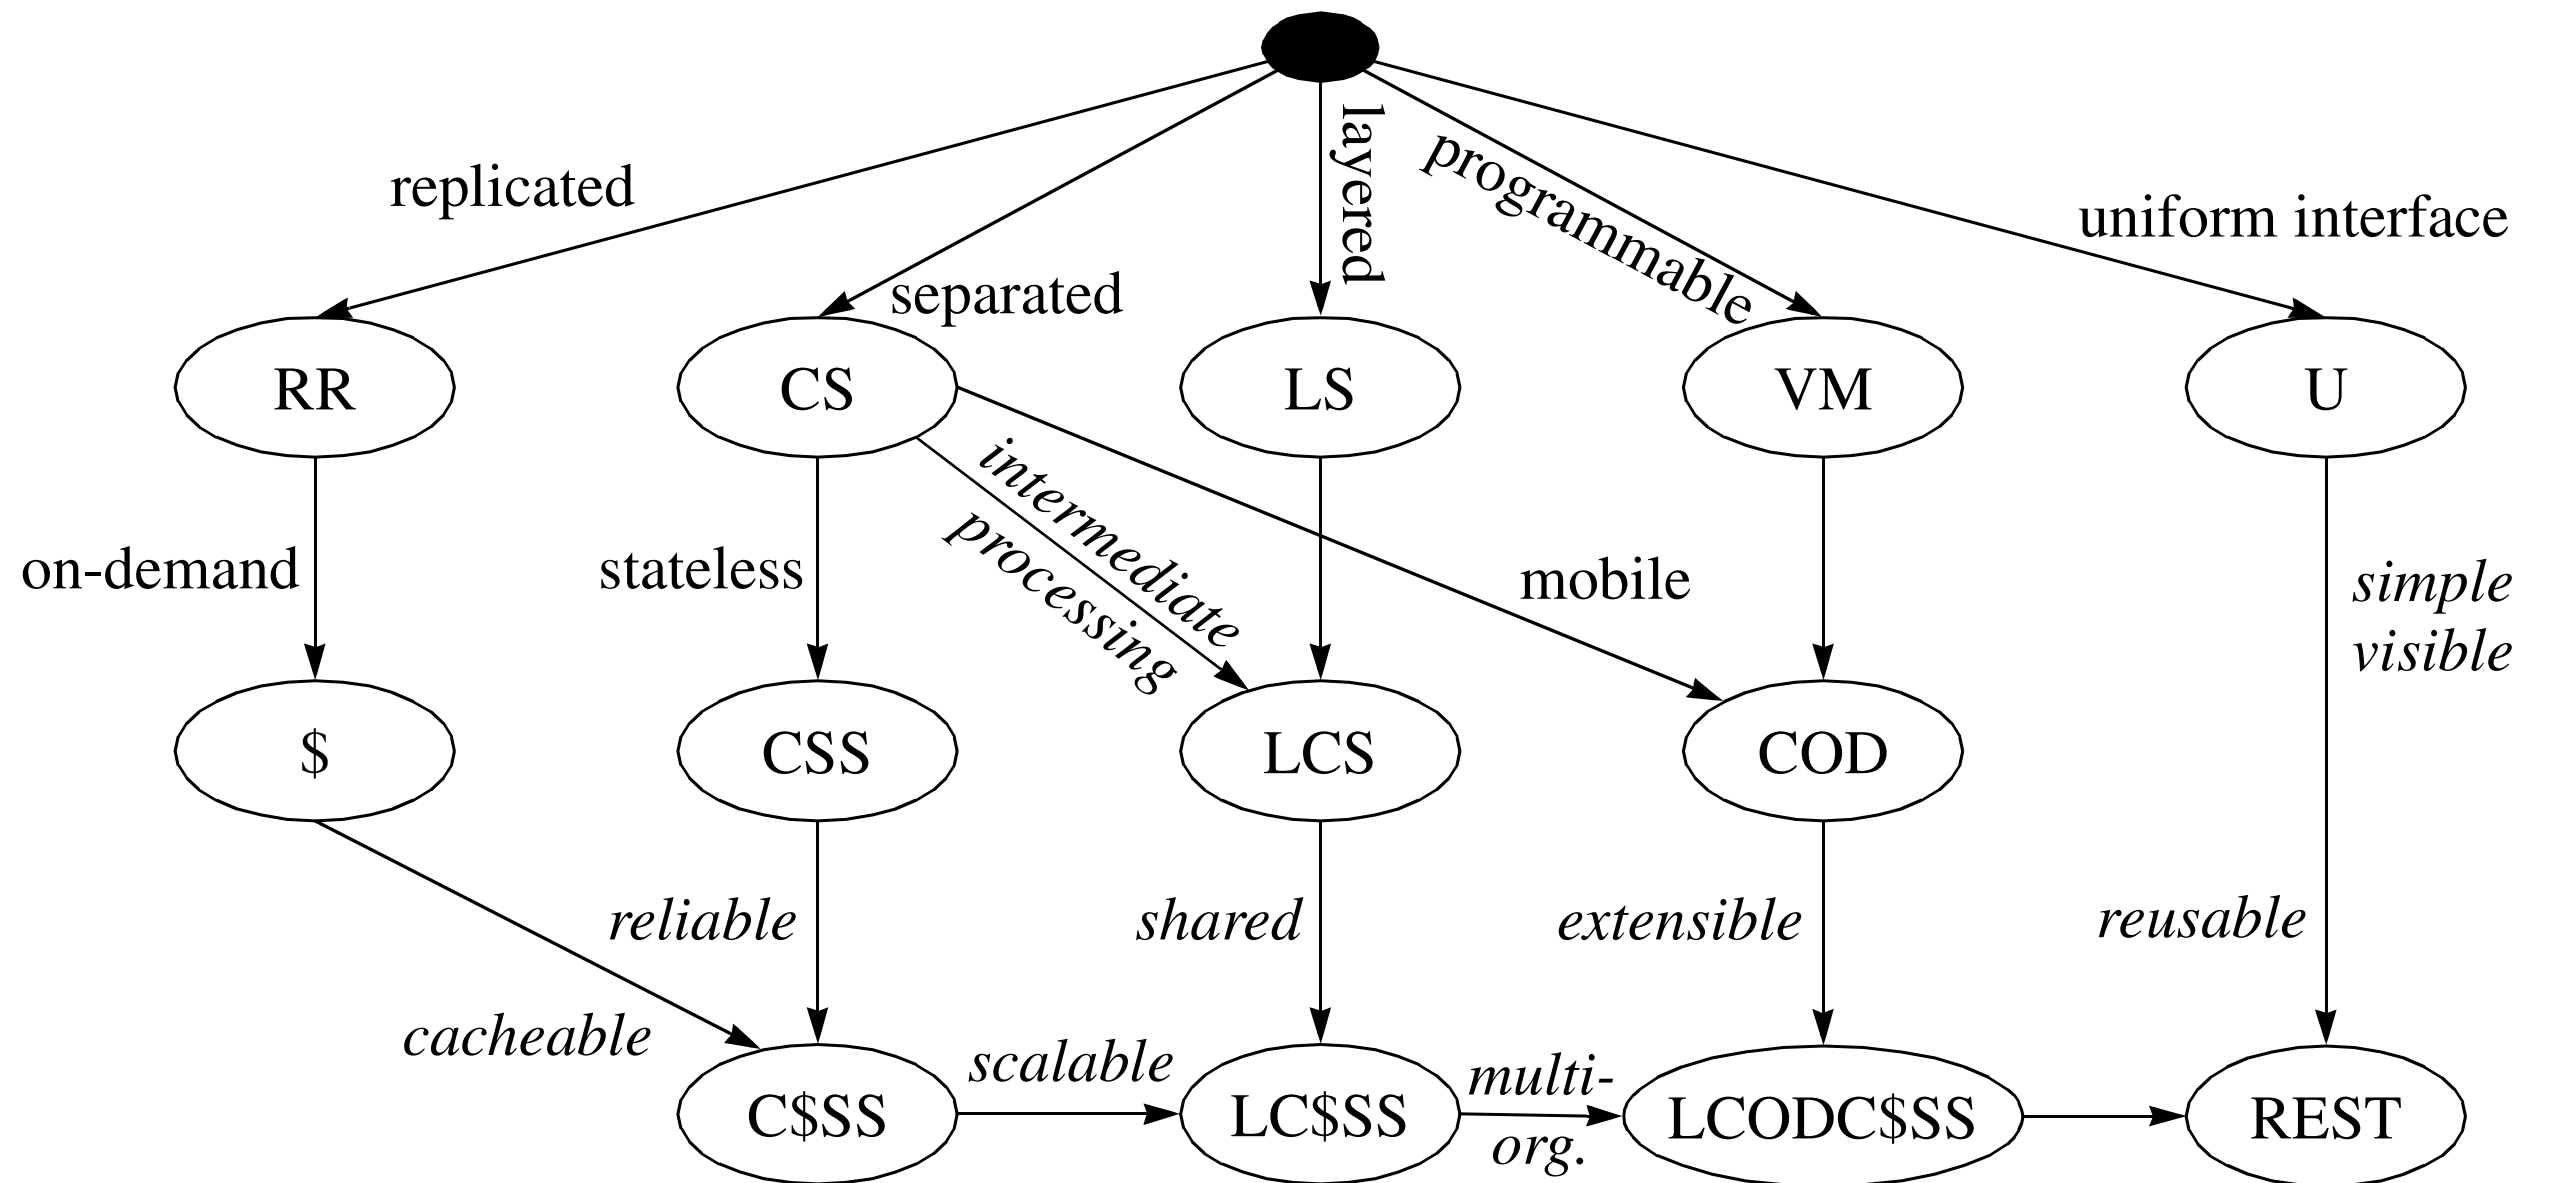 layered
programmable
replicated
uniform interface
separated
RR
CS
LS
VM
U
intermediate
processing
on-demand
stateless
mobile
simple
visible
$
CSS
LCS
COD
reliable
shared
extensible
reusable
cacheable
scalable
multi-
org.
C$SS
LC$SS
LCODC$SS
REST